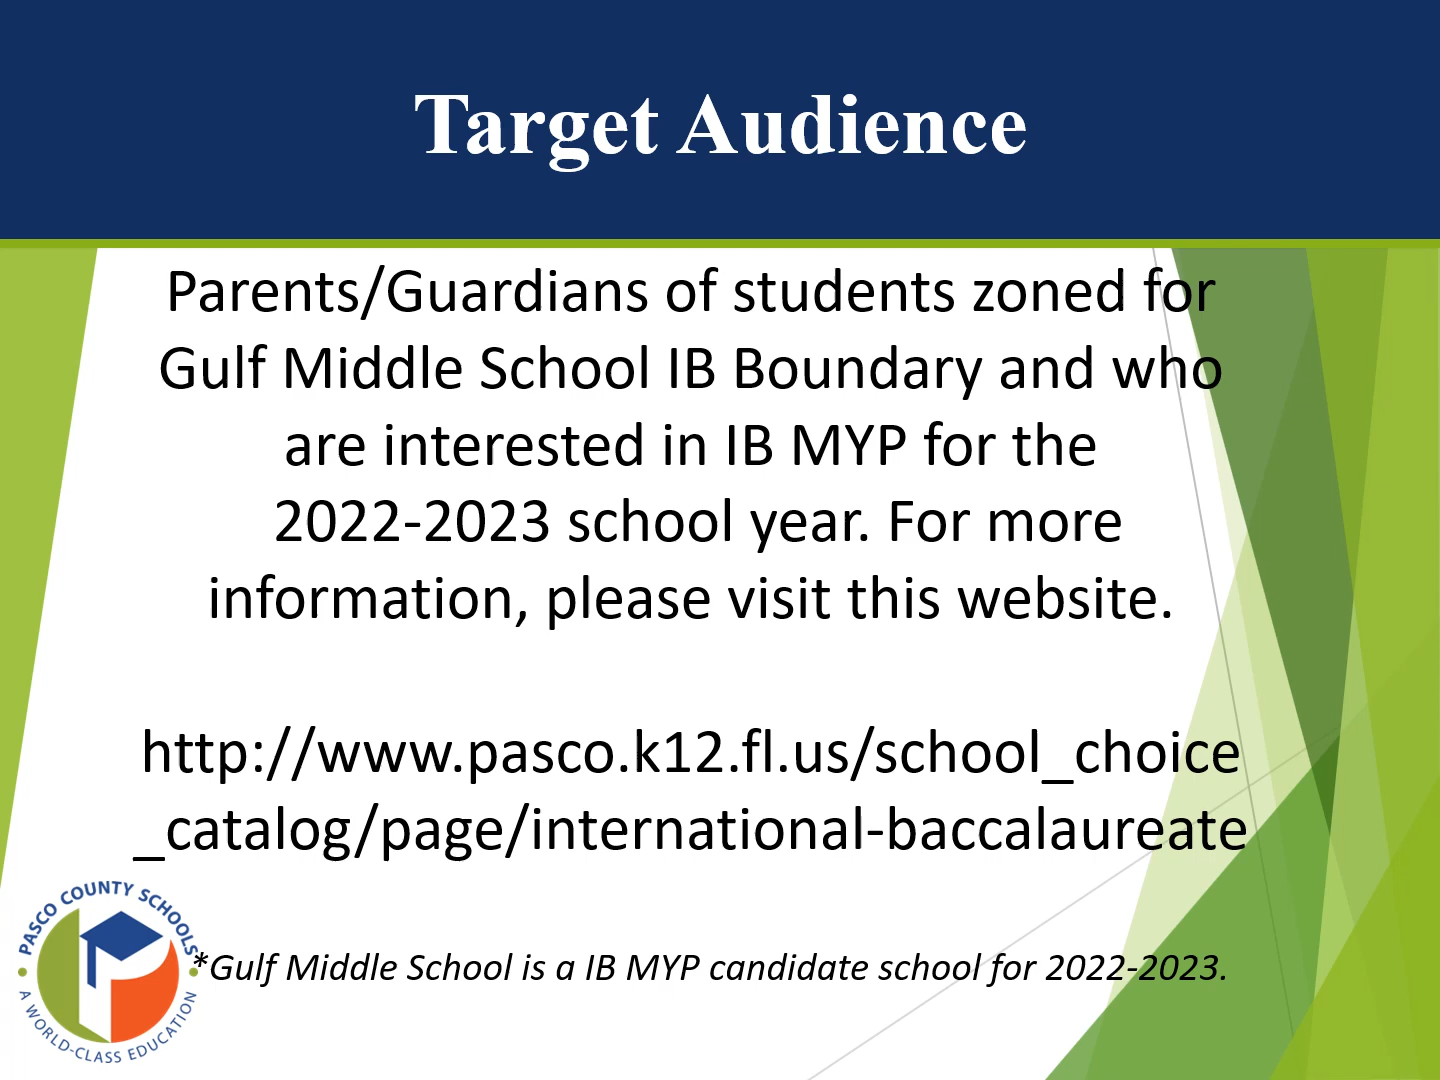 Target Audience
Parents/Guardians of students zoned for
Gulf Middle School IB Boundary and who
are interested in IB MYP for the
2022-2023 school year. For more
information, please visit this website.
http://www.pasco.k12.fl.us/school_choice
_catalog/page/international-baccalaureate
*Gulf Middle School is a IB MYP candidate school for 2022-2023.
PASCO COUNTY SCHOOLS
A WORLD-CLASS EDUCATION